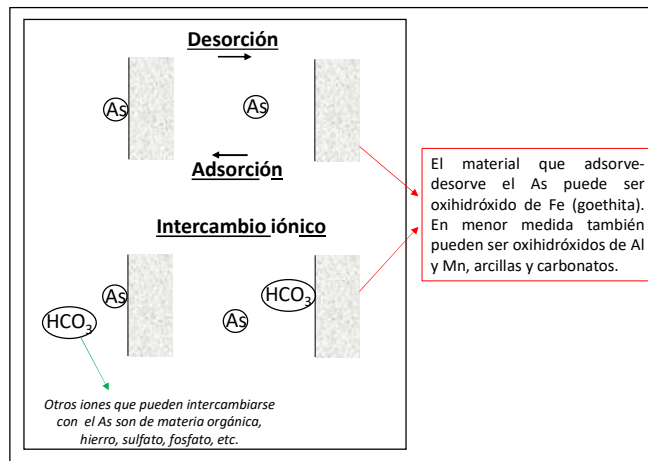 Desorción
As
As
Adsorción
El material que adsorve-
desorve el As puede ser
oxihidróxido de Fe (goethita).
En menor medida también
pueden ser oxihidróxidos de Al
y Mn, arcillas y carbonatos.
Intercambio iónico
As
HCO₃
HCO₃
As
Otros iones que pueden intercambiarse
con el As son de materia orgánica,
hierro, sulfato, fosfato, etc.